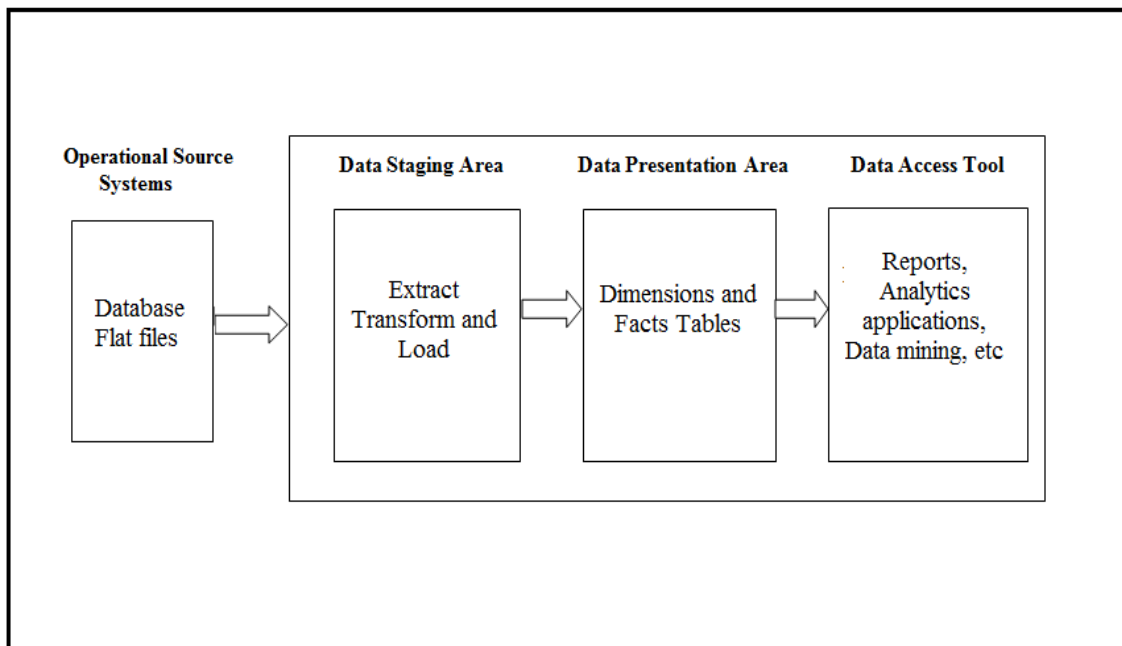 Operational Source
Systems
Database
Flat files
Data Staging Area
Extract
Transform and
Load
Data Presentation Area
Dimensions and
Facts Tables
Data Access Tool
Reports,
Analytics
applications,
Data mining, etc